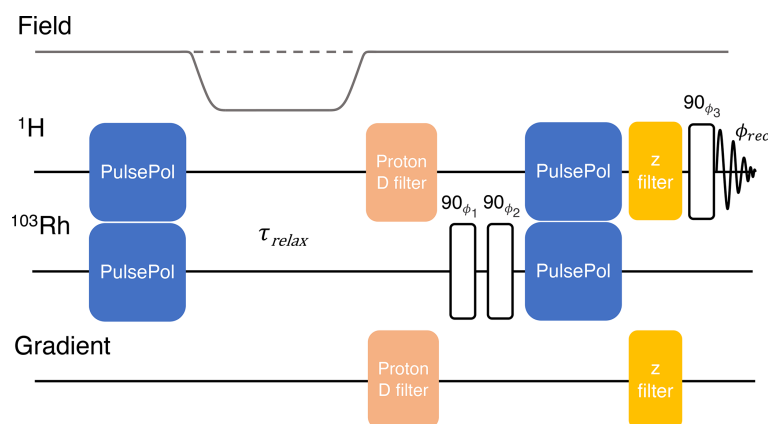 Field
¹H
PulsePol
Proton
D filter
PulsePol
z
filter
90ϕ₃
ϕrec
¹⁰³Rh
PulsePol
τrelax
90ϕ₁
90ϕ₂
PulsePol
Gradient
Proton
D filter
z
filter